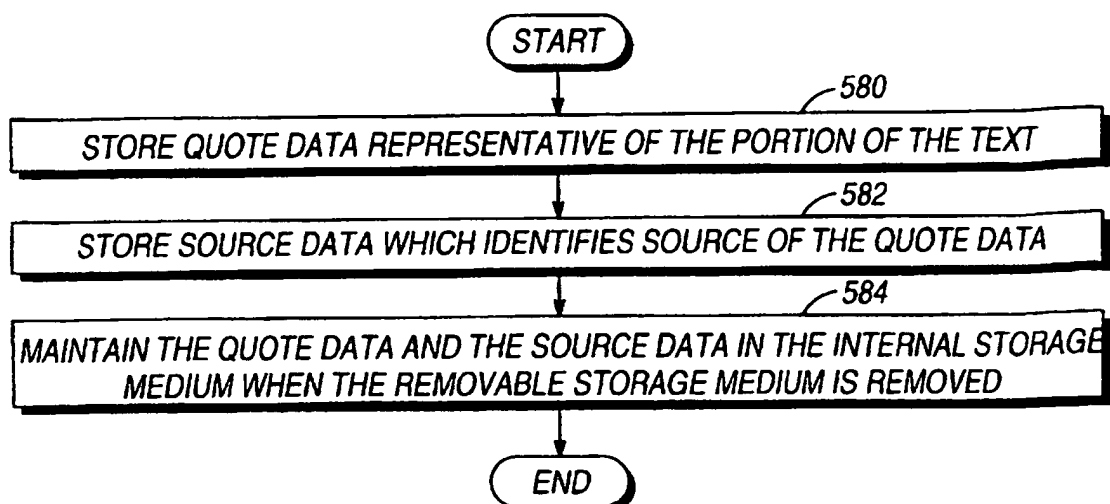 START
580
STORE QUOTE DATA REPRESENTATIVE OF THE PORTION OF THE TEXT
582
STORE SOURCE DATA WHICH IDENTIFIES SOURCE OF THE QUOTE DATA
584
MAINTAIN THE QUOTE DATA AND THE SOURCE DATA IN THE INTERNAL STORAGE
MEDIUM WHEN THE REMOVABLE STORAGE MEDIUM IS REMOVED
END